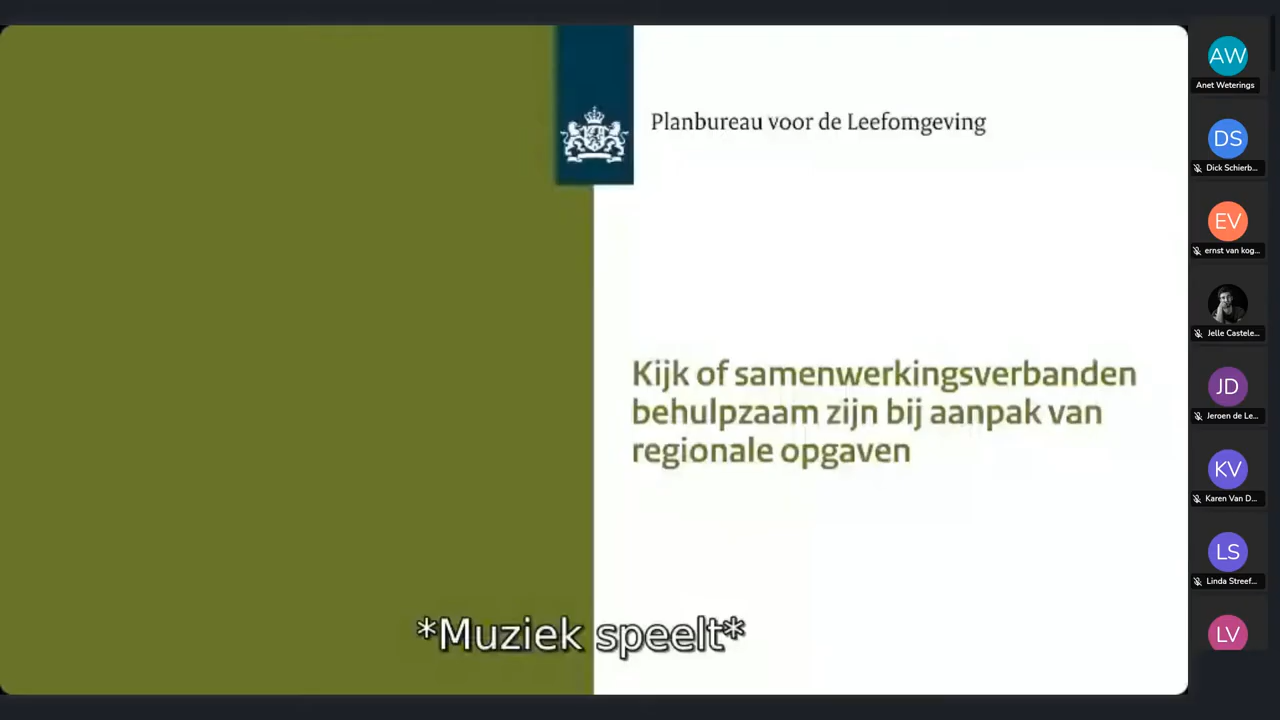 Planbureau voor de Leefomgeving
Kijk of samenwerkingsverbanden
behulpzaam zijn bij aanpak van
regionale opgaven
*Muziek speelt*
AW
Anet Weterings
DS
Dick Schierb...
EV
ernst van kog...
Jelle Castele...
JD
Jeroen de Le...
KV
Karen Van D...
LS
Linda Streef...
LV